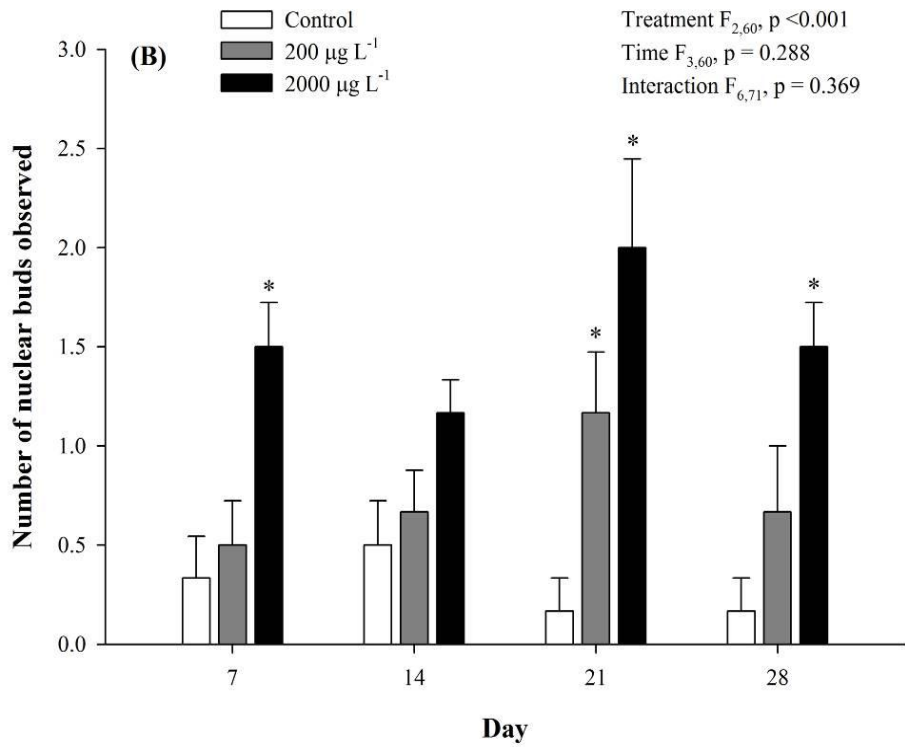 Control
200 µg L⁻¹
2000 µg L⁻¹
Treatment F₂,₆₀, p <0.001
Time F₃,₆₀, p = 0.288
Interaction F₆,₇₁, p = 0.369
(B)
Number of nuclear buds observed
3.0
2.5
2.0
1.5
1.0
0.5
0.0
*
*
*
*
7 14 21 28
Day